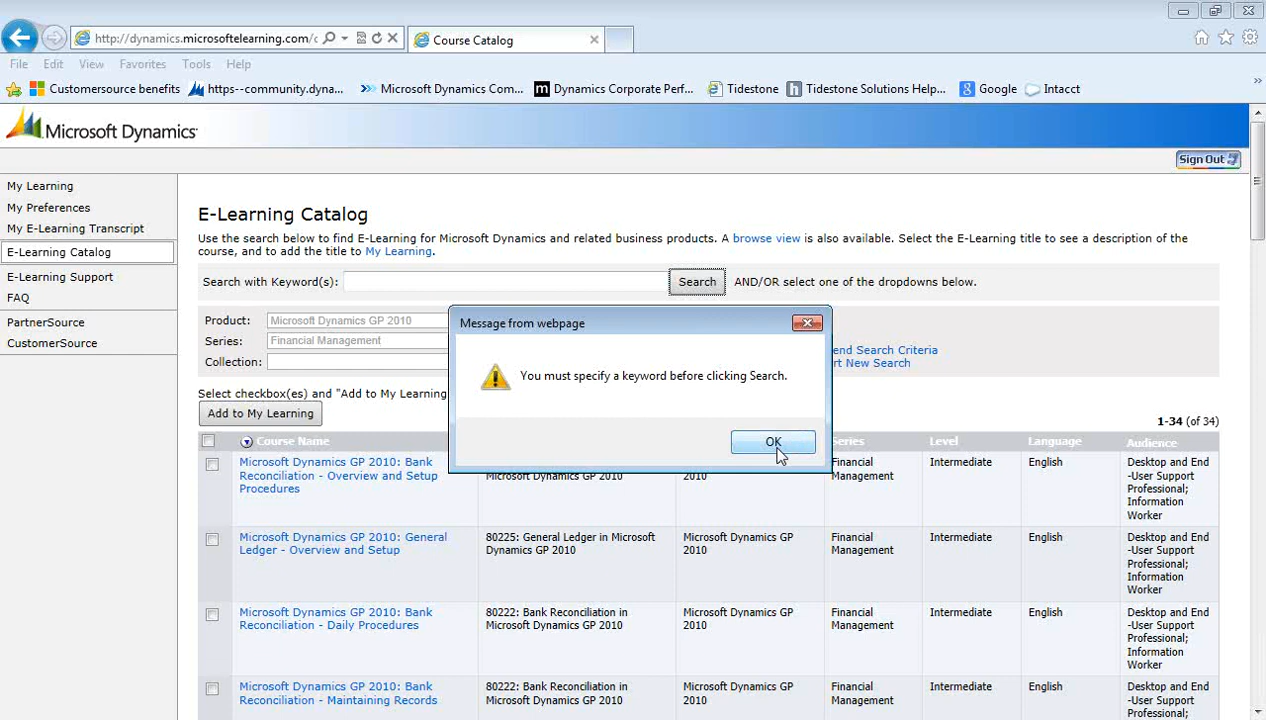 http://dynamics.microsoftelearning.com/c
Course Catalog
File Edit View Favorites Tools Help
Customersource benefits https--community.dyna... Microsoft Dynamics Com... Dynamics Corporate Perf... Tidestone Tidestone Solutions Help... Google Intacct
Microsoft Dynamics
Sign Out
My Learning
My Preferences
My E-Learning Transcript
E-Learning Catalog
E-Learning Support
FAQ
PartnerSource
CustomerSource
E-Learning Catalog
Use the search below to find E-Learning for Microsoft Dynamics and related business products. A browse view is also available. Select the E-Learning title to see a description of the
course, and to add the title to My Learning.
Search with Keyword(s): Search AND/OR select one of the dropdowns below.
Product: Microsoft Dynamics GP 2010
Series: Financial Management
Collection:
end Search Criteria
rt New Search
Message from webpage
You must specify a keyword before clicking Search.
OK
Select checkbox(es) and "Add to My Learning
Add to My Learning
1-34 (of 34)
Course Name Series Level Language Audience
Microsoft Dynamics GP 2010: Bank
Reconciliation - Overview and Setup
Procedures
Microsoft Dynamics GP 2010
2010
Financial
Management
Intermediate
English
Desktop and End
-User Support
Professional;
Information
Worker
Microsoft Dynamics GP 2010: General
Ledger - Overview and Setup
80225: General Ledger in Microsoft
Dynamics GP 2010
Microsoft Dynamics GP
2010
Financial
Management
Intermediate
English
Desktop and End
-User Support
Professional;
Information
Worker
Microsoft Dynamics GP 2010: Bank
Reconciliation - Daily Procedures
80222: Bank Reconciliation in
Microsoft Dynamics GP 2010
Microsoft Dynamics GP
2010
Financial
Management
Intermediate
English
Desktop and End
-User Support
Professional;
Information
Worker
Microsoft Dynamics GP 2010: Bank
Reconciliation - Maintaining Records
80222: Bank Reconciliation in
Microsoft Dynamics GP 2010
Microsoft Dynamics GP
2010
Financial
Management
Intermediate
English
Desktop and End
-User Support
Professional;